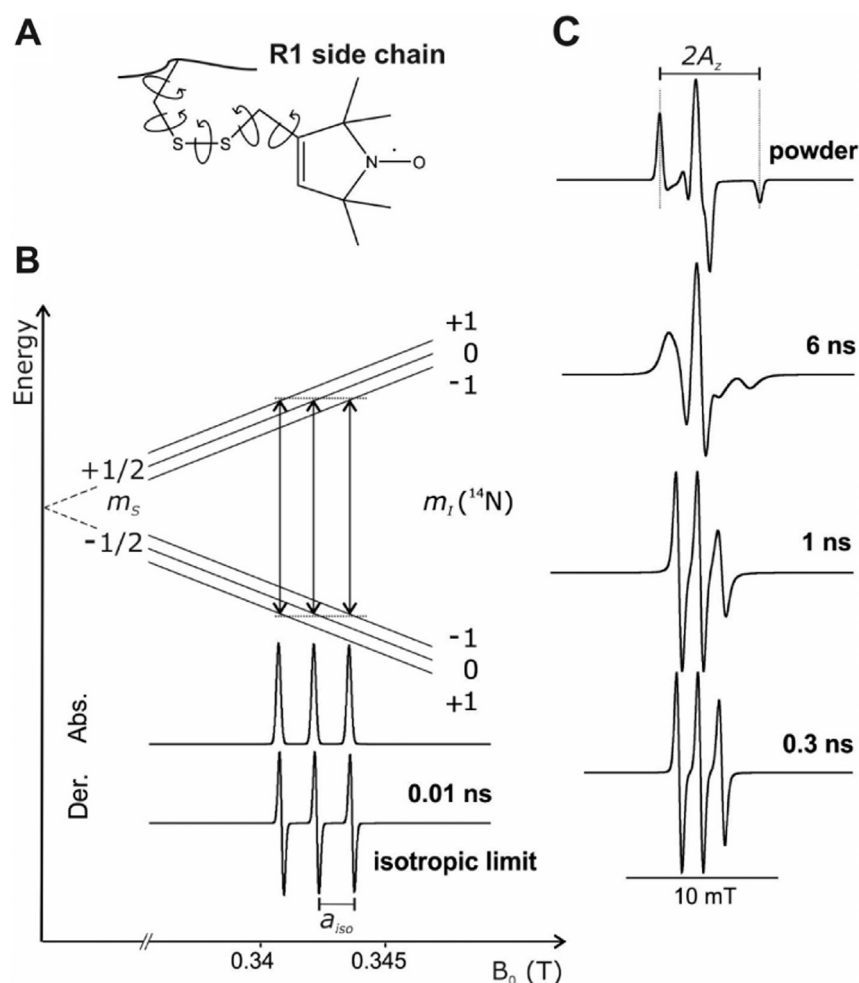 A
R1 side chain
S
S
N
·
O
B
Energy
+1
0
-1
+1/2
m_S
-1/2
m_I(¹⁴N)
-1
0
+1
Abs.
Der.
0.01 ns
isotropic limit
a_iso
0.34
0.345
B₀ (T)
C
2A_z
powder
6 ns
1 ns
0.3 ns
10 mT